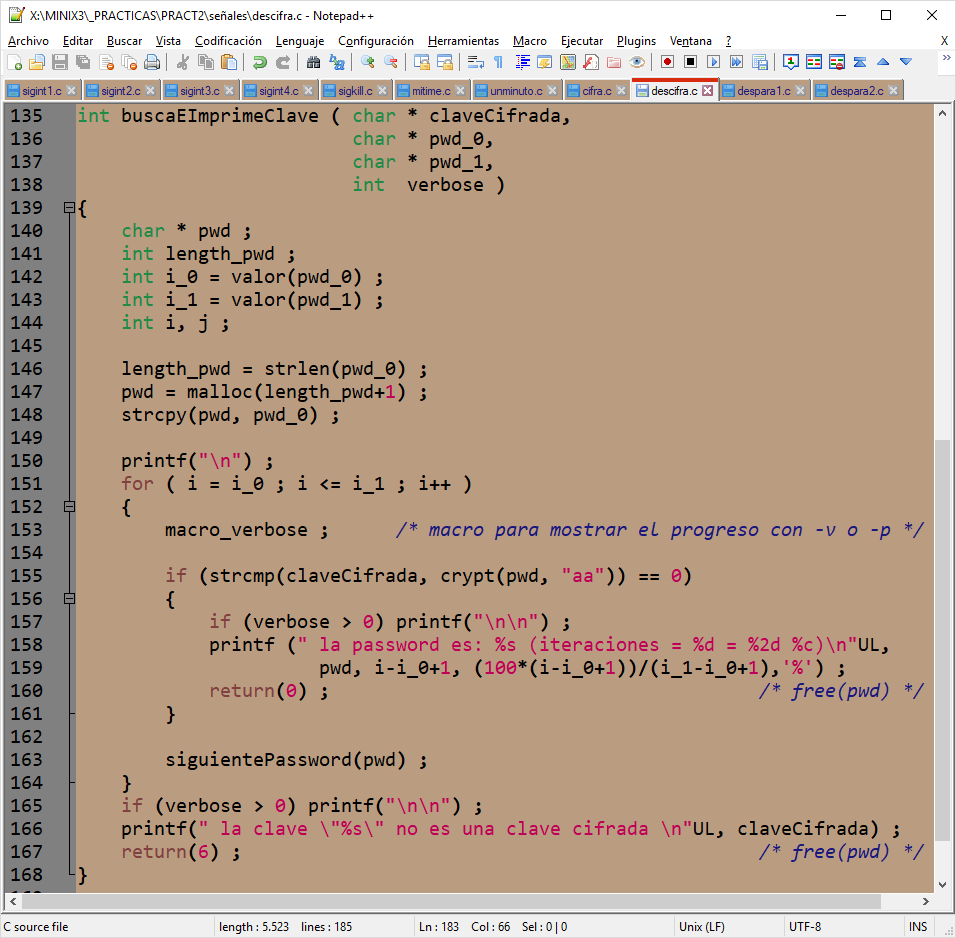 X:\MINIX3\_PRACTICAS\PRACT2\señales\descifra.c - Notepad++
Archivo Editar Buscar Vista Codificación Lenguaje Configuración Herramientas Macro Ejecutar Plugins Ventana ? X
sigint1.c sigint2.c sigint3.c sigint4.c sigkill.c mitime.c unminuto.c cifra.c descifra.c despara1.c despara2.c
135 int buscaEImprimeClave ( char * claveCifrada,
136 char * pwd_0,
137 char * pwd_1,
138 int  verbose )
139 {
140 char * pwd ;
141 int length_pwd ;
142 int i_0 = valor(pwd_0) ;
143 int i_1 = valor(pwd_1) ;
144 int i, j ;
145
146 length_pwd = strlen(pwd_0) ;
147 pwd = malloc(length_pwd+1) ;
148 strcpy(pwd, pwd_0) ;
149
150 printf("\n") ;
151 for ( i = i_0 ; i <= i_1 ; i++ )
152 {
153 macro_verbose ; /* macro para mostrar el progreso con -v o -p */
154
155 if (strcmp(claveCifrada, crypt(pwd, "aa")) == 0)
156 {
157 if (verbose > 0) printf("\n\n") ;
158 printf (" la password es: %s (iteraciones = %d = %2d %c)\n"UL,
159 pwd, i-i_0+1, (100*(i-i_0+1))/(i_1-i_0+1),'%') ;
160 return(0) ; /* free(pwd) */
161 }
162
163 siguientePassword(pwd) ;
164 }
165 if (verbose > 0) printf("\n\n") ;
166 printf(" la clave \"%s\" no es una clave cifrada \n"UL, claveCifrada) ;
167 return(6) ; /* free(pwd) */
168 }
C source file length : 5.523 lines : 185 Ln : 183 Col : 66 Sel : 0 | 0 Unix (LF) UTF-8 INS